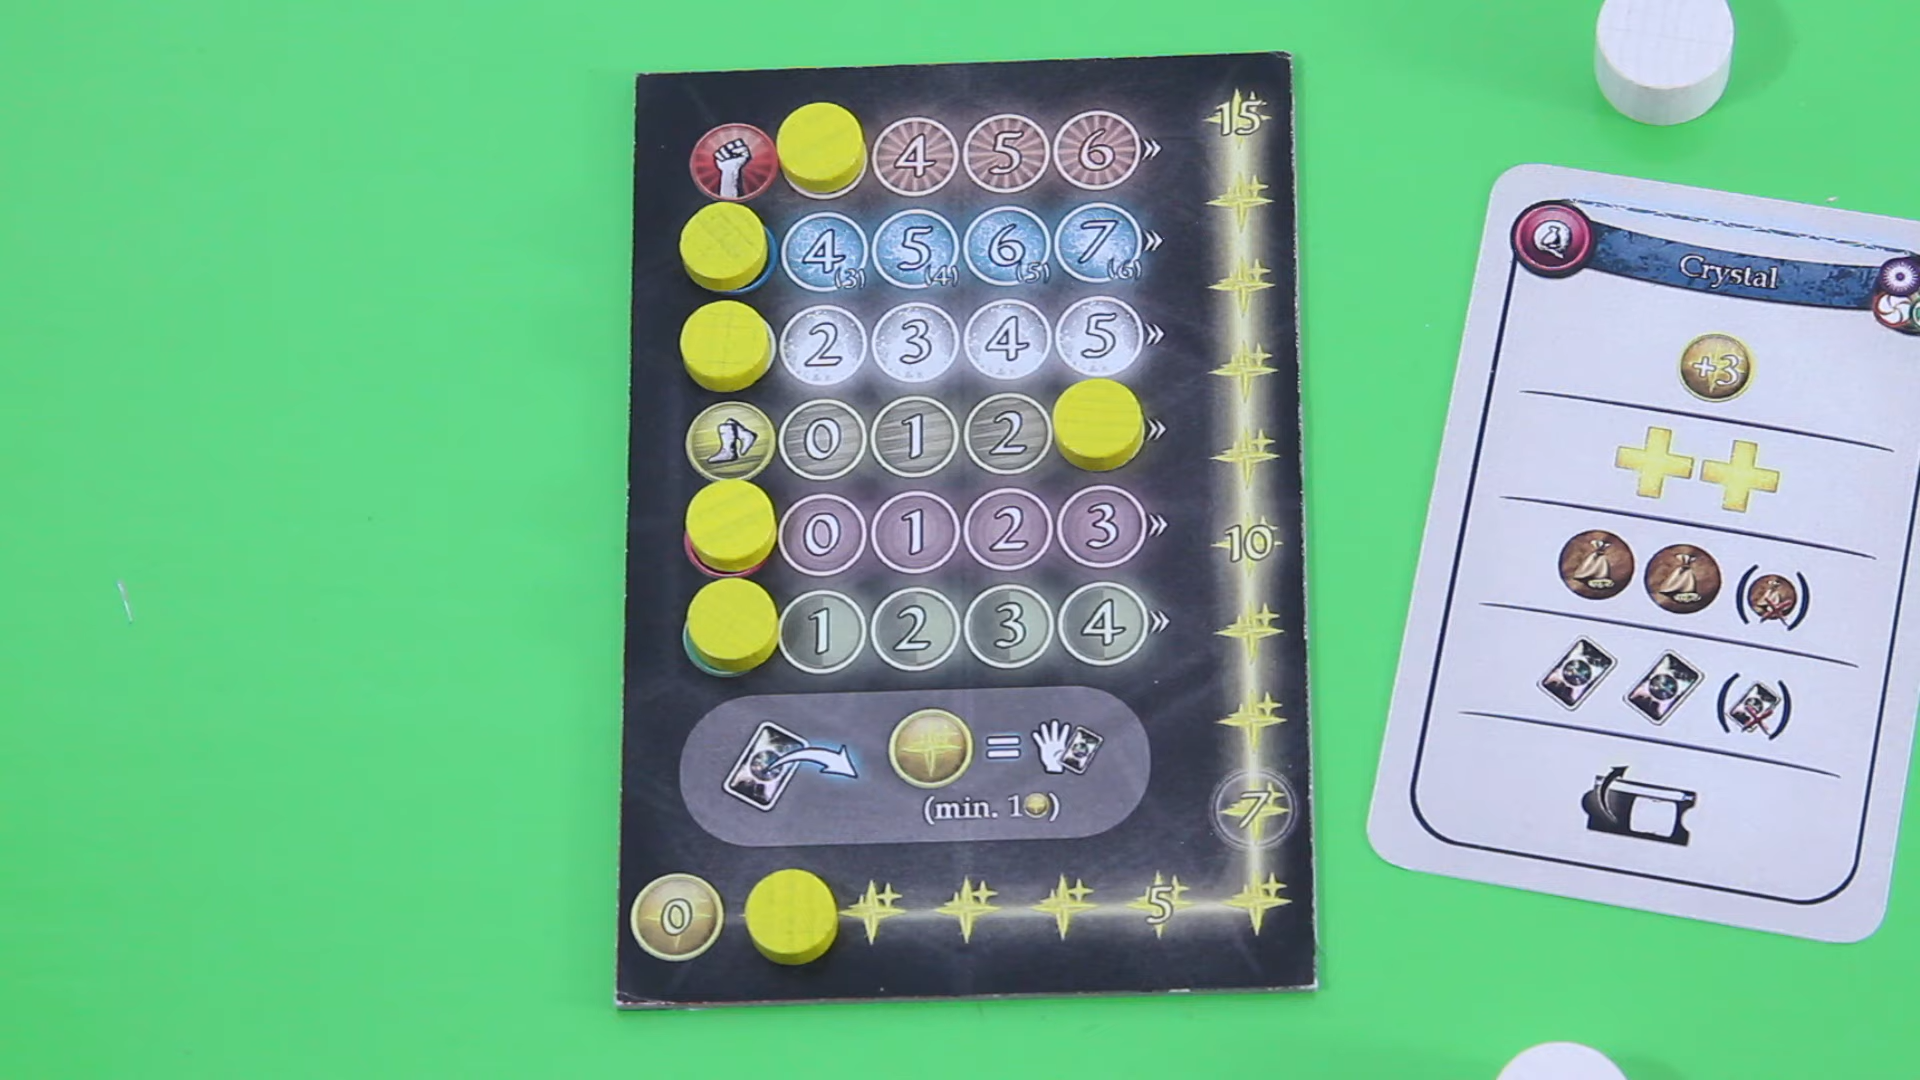 15
4 5 6 »
4 (3) 5 (4) 6 (5) 7 (6) »
2 3 4 5 »
0 1 2 »
0 1 2 3 »
1 2 3 4 »
10
=
(min. 1 )
7
0
5
Crystal
+3